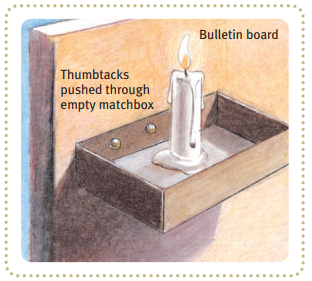 Bulletin board
Thumbtacks
pushed through
empty matchbox